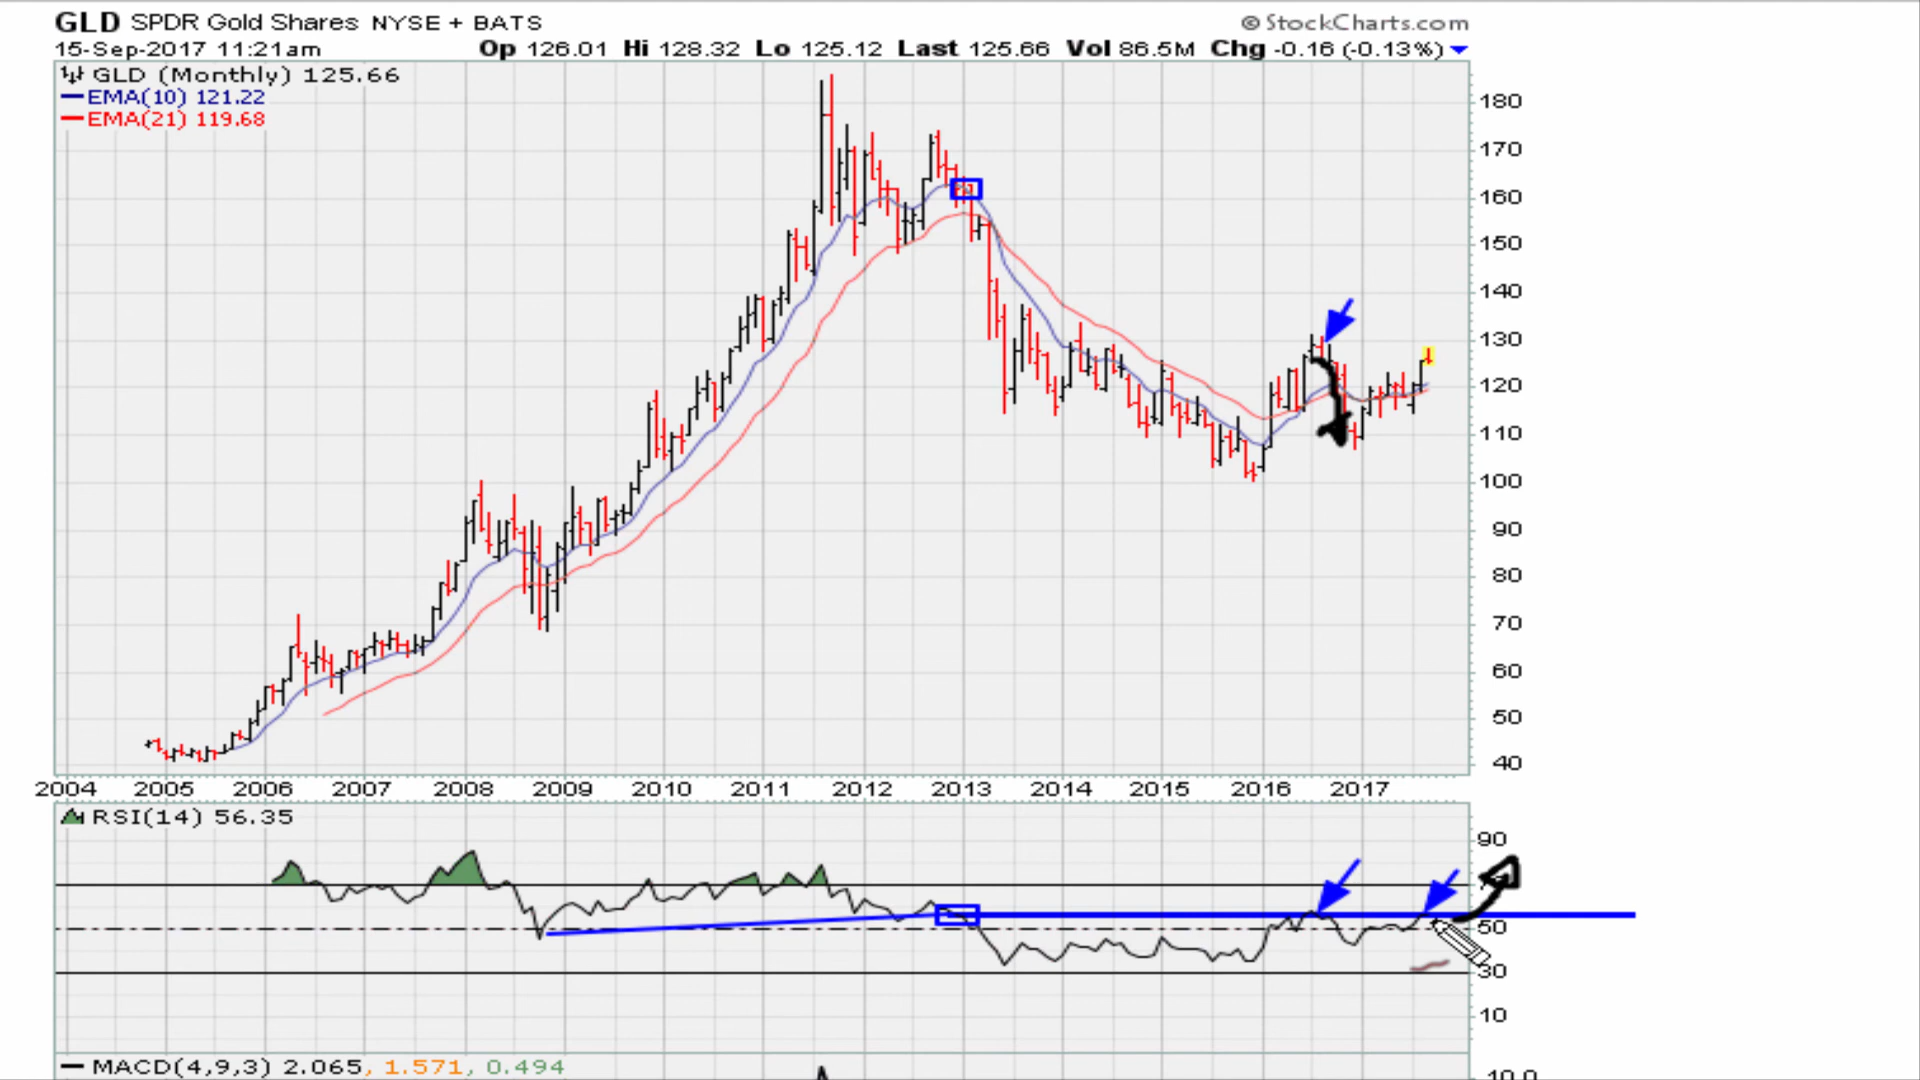 GLD SPDR Gold Shares NYSE + BATS
© StockCharts.com
15-Sep-2017 11:21am
Op 126.01 Hi 128.32 Lo 125.12 Last 125.66 Vol 86.5M Chg -0.16 (-0.13%)
GLD (Monthly) 125.66
EMA(10) 121.22
EMA(21) 119.68
180
170
160
150
140
130
120
110
100
90
80
70
60
50
40
2004 2005 2006 2007 2008 2009 2010 2011 2012 2013 2014 2015 2016 2017
RSI(14) 56.35
90
50
30
10
MACD(4,9,3) 2.065, 1.571, 0.494
10.0